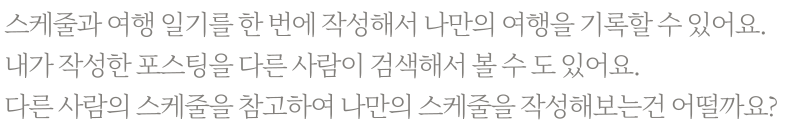 스케줄과 여행 일기를 한 번에 작성해서 나만의 여행을 기록할 수 있어요.
내가 작성한 포스팅을 다른 사람이 검색해서 볼 수 도 있어요.
다른 사람의 스케줄을 참고하여 나만의 스케줄을 작성해보는건 어떨까요?